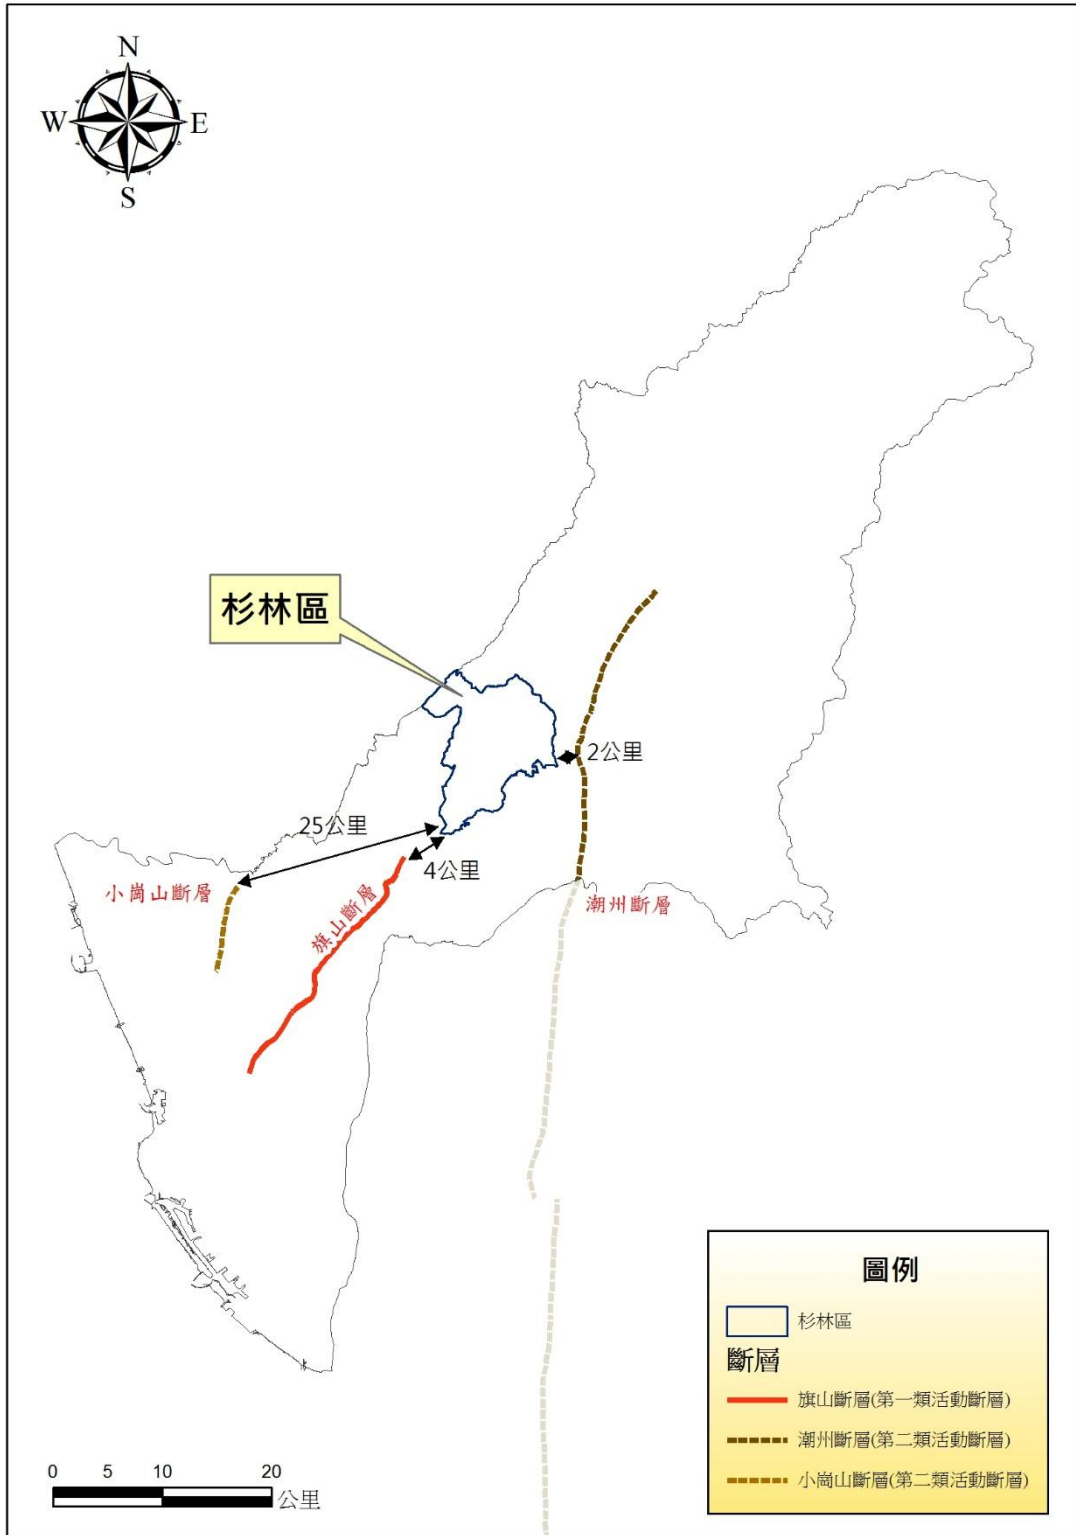 N
W
E
S
杉林區
2公里
25公里
4公里
小崗山斷層
旗山斷層
潮州斷層
圖例
杉林區
斷層
旗山斷層(第一類活動斷層)
潮州斷層(第二類活動斷層)
小崗山斷層(第二類活動斷層)
0 5 10 20
公里